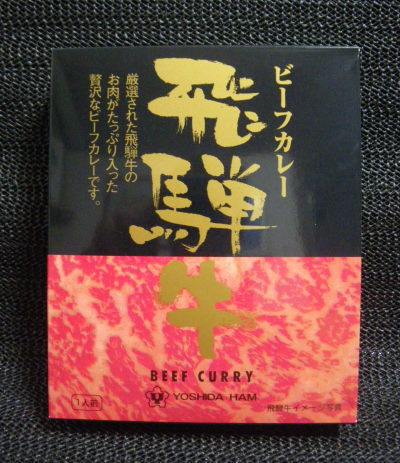 ビーフカレー
飛騨牛
厳選された飛騨牛の
お肉がたっぷり入った
贅沢なビーフカレーです。
BEEF CURRY
1人前
YOSHIDA HAM
飛騨牛イメージ写真